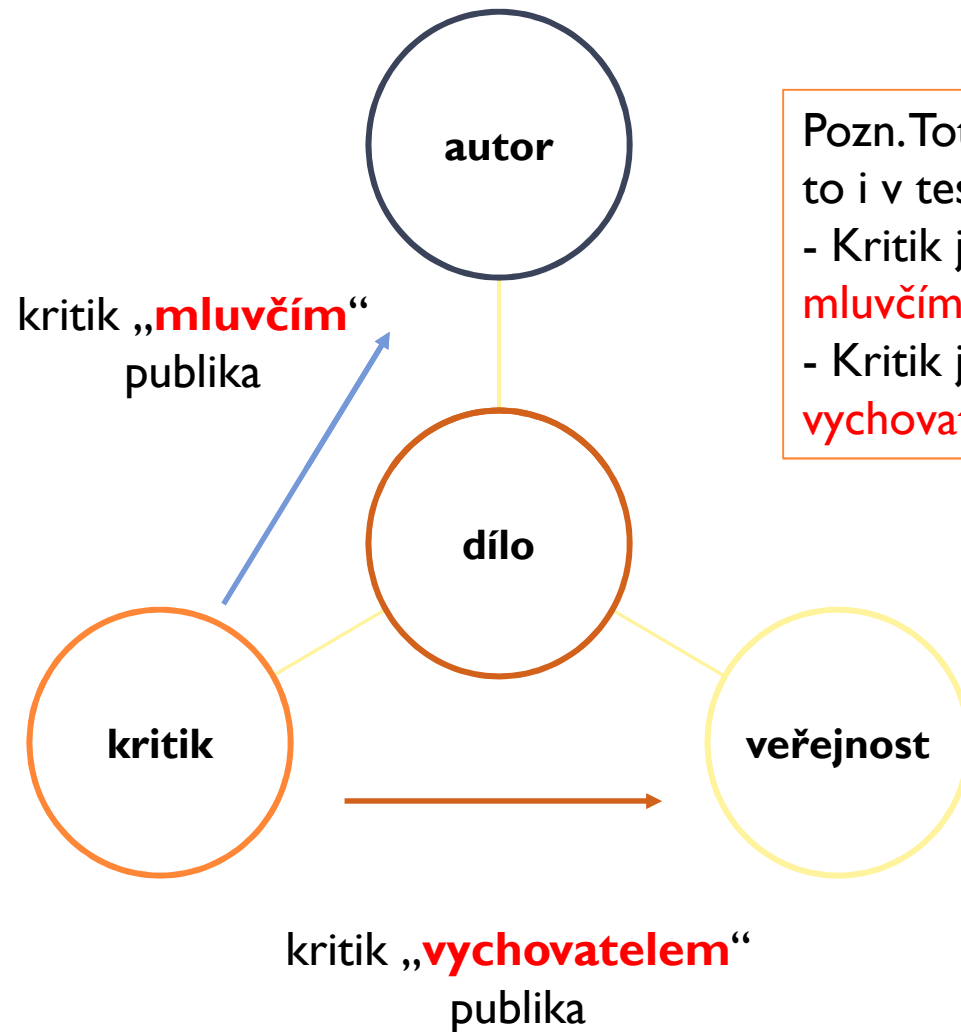 autor
Pozn. Tot
to i v tes
- Kritik j
mluvčím
- Kritik j
vychovat
kritik „mluvčím“
publika
dílo
kritik
veřejnost
kritik „vychovatelem“
publika